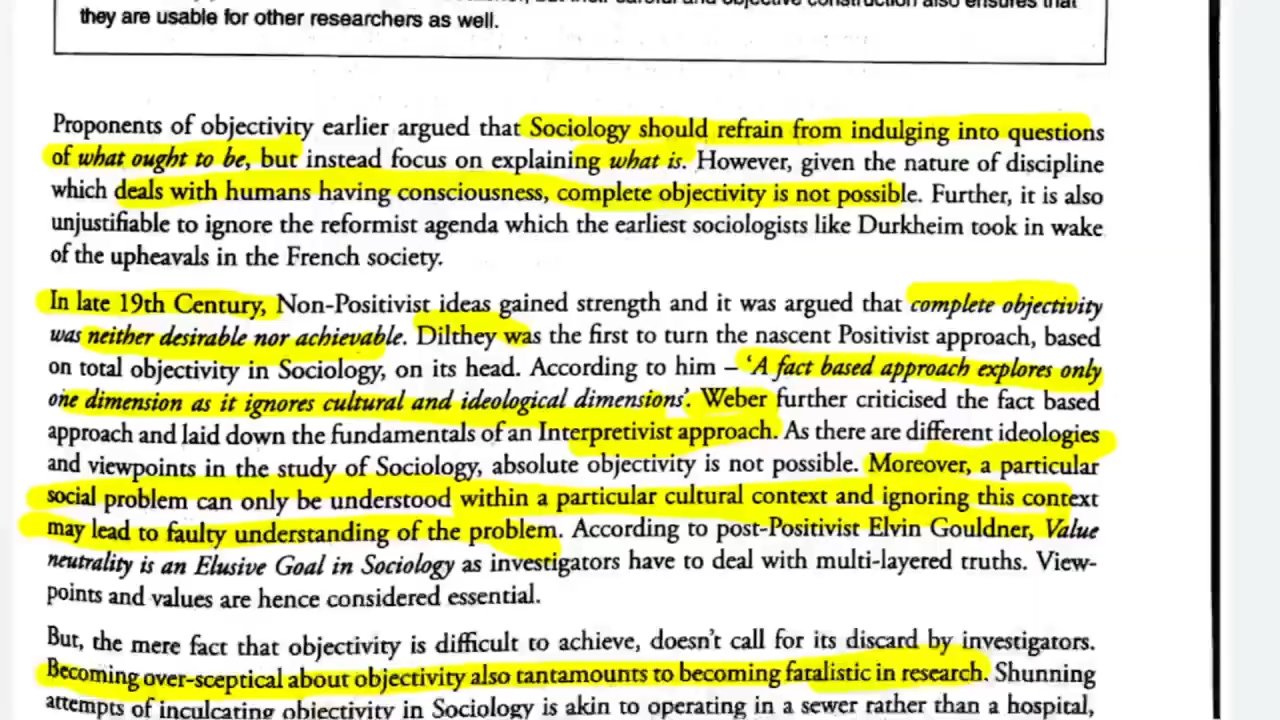 they are usable for other researchers as well.
Proponents of objectivity earlier argued that Sociology should refrain from indulging into questions
of what ought to be, but instead focus on explaining what is. However, given the nature of discipline
which deals with humans having consciousness, complete objectivity is not possible. Further, it is also
unjustifiable to ignore the reformist agenda which the earliest sociologists like Durkheim took in wake
of the upheavals in the French society.
In late 19th Century, Non-Positivist ideas gained strength and it was argued that complete objectivity
was neither desirable nor achievable. Dilthey was the first to turn the nascent Positivist approach, based
on total objectivity in Sociology, on its head. According to him – 'A fact based approach explores only
one dimension as it ignores cultural and ideological dimensions'. Weber further criticised the fact based
approach and laid down the fundamentals of an Interpretivist approach. As there are different ideologies
and viewpoints in the study of Sociology, absolute objectivity is not possible. Moreover, a particular
social problem can only be understood within a particular cultural context and ignoring this context
may lead to faulty understanding of the problem. According to post-Positivist Elvin Gouldner, Value
neutrality is an Elusive Goal in Sociology as investigators have to deal with multi-layered truths. View-
points and values are hence considered essential.
But, the mere fact that objectivity is difficult to achieve, doesn't call for its discard by investigators.
Becoming over-sceptical about objectivity also tantamounts to becoming fatalistic in research. Shunning
attempts of inculcating objectivity in Sociology is akin to operating in a sewer rather than a hospital,